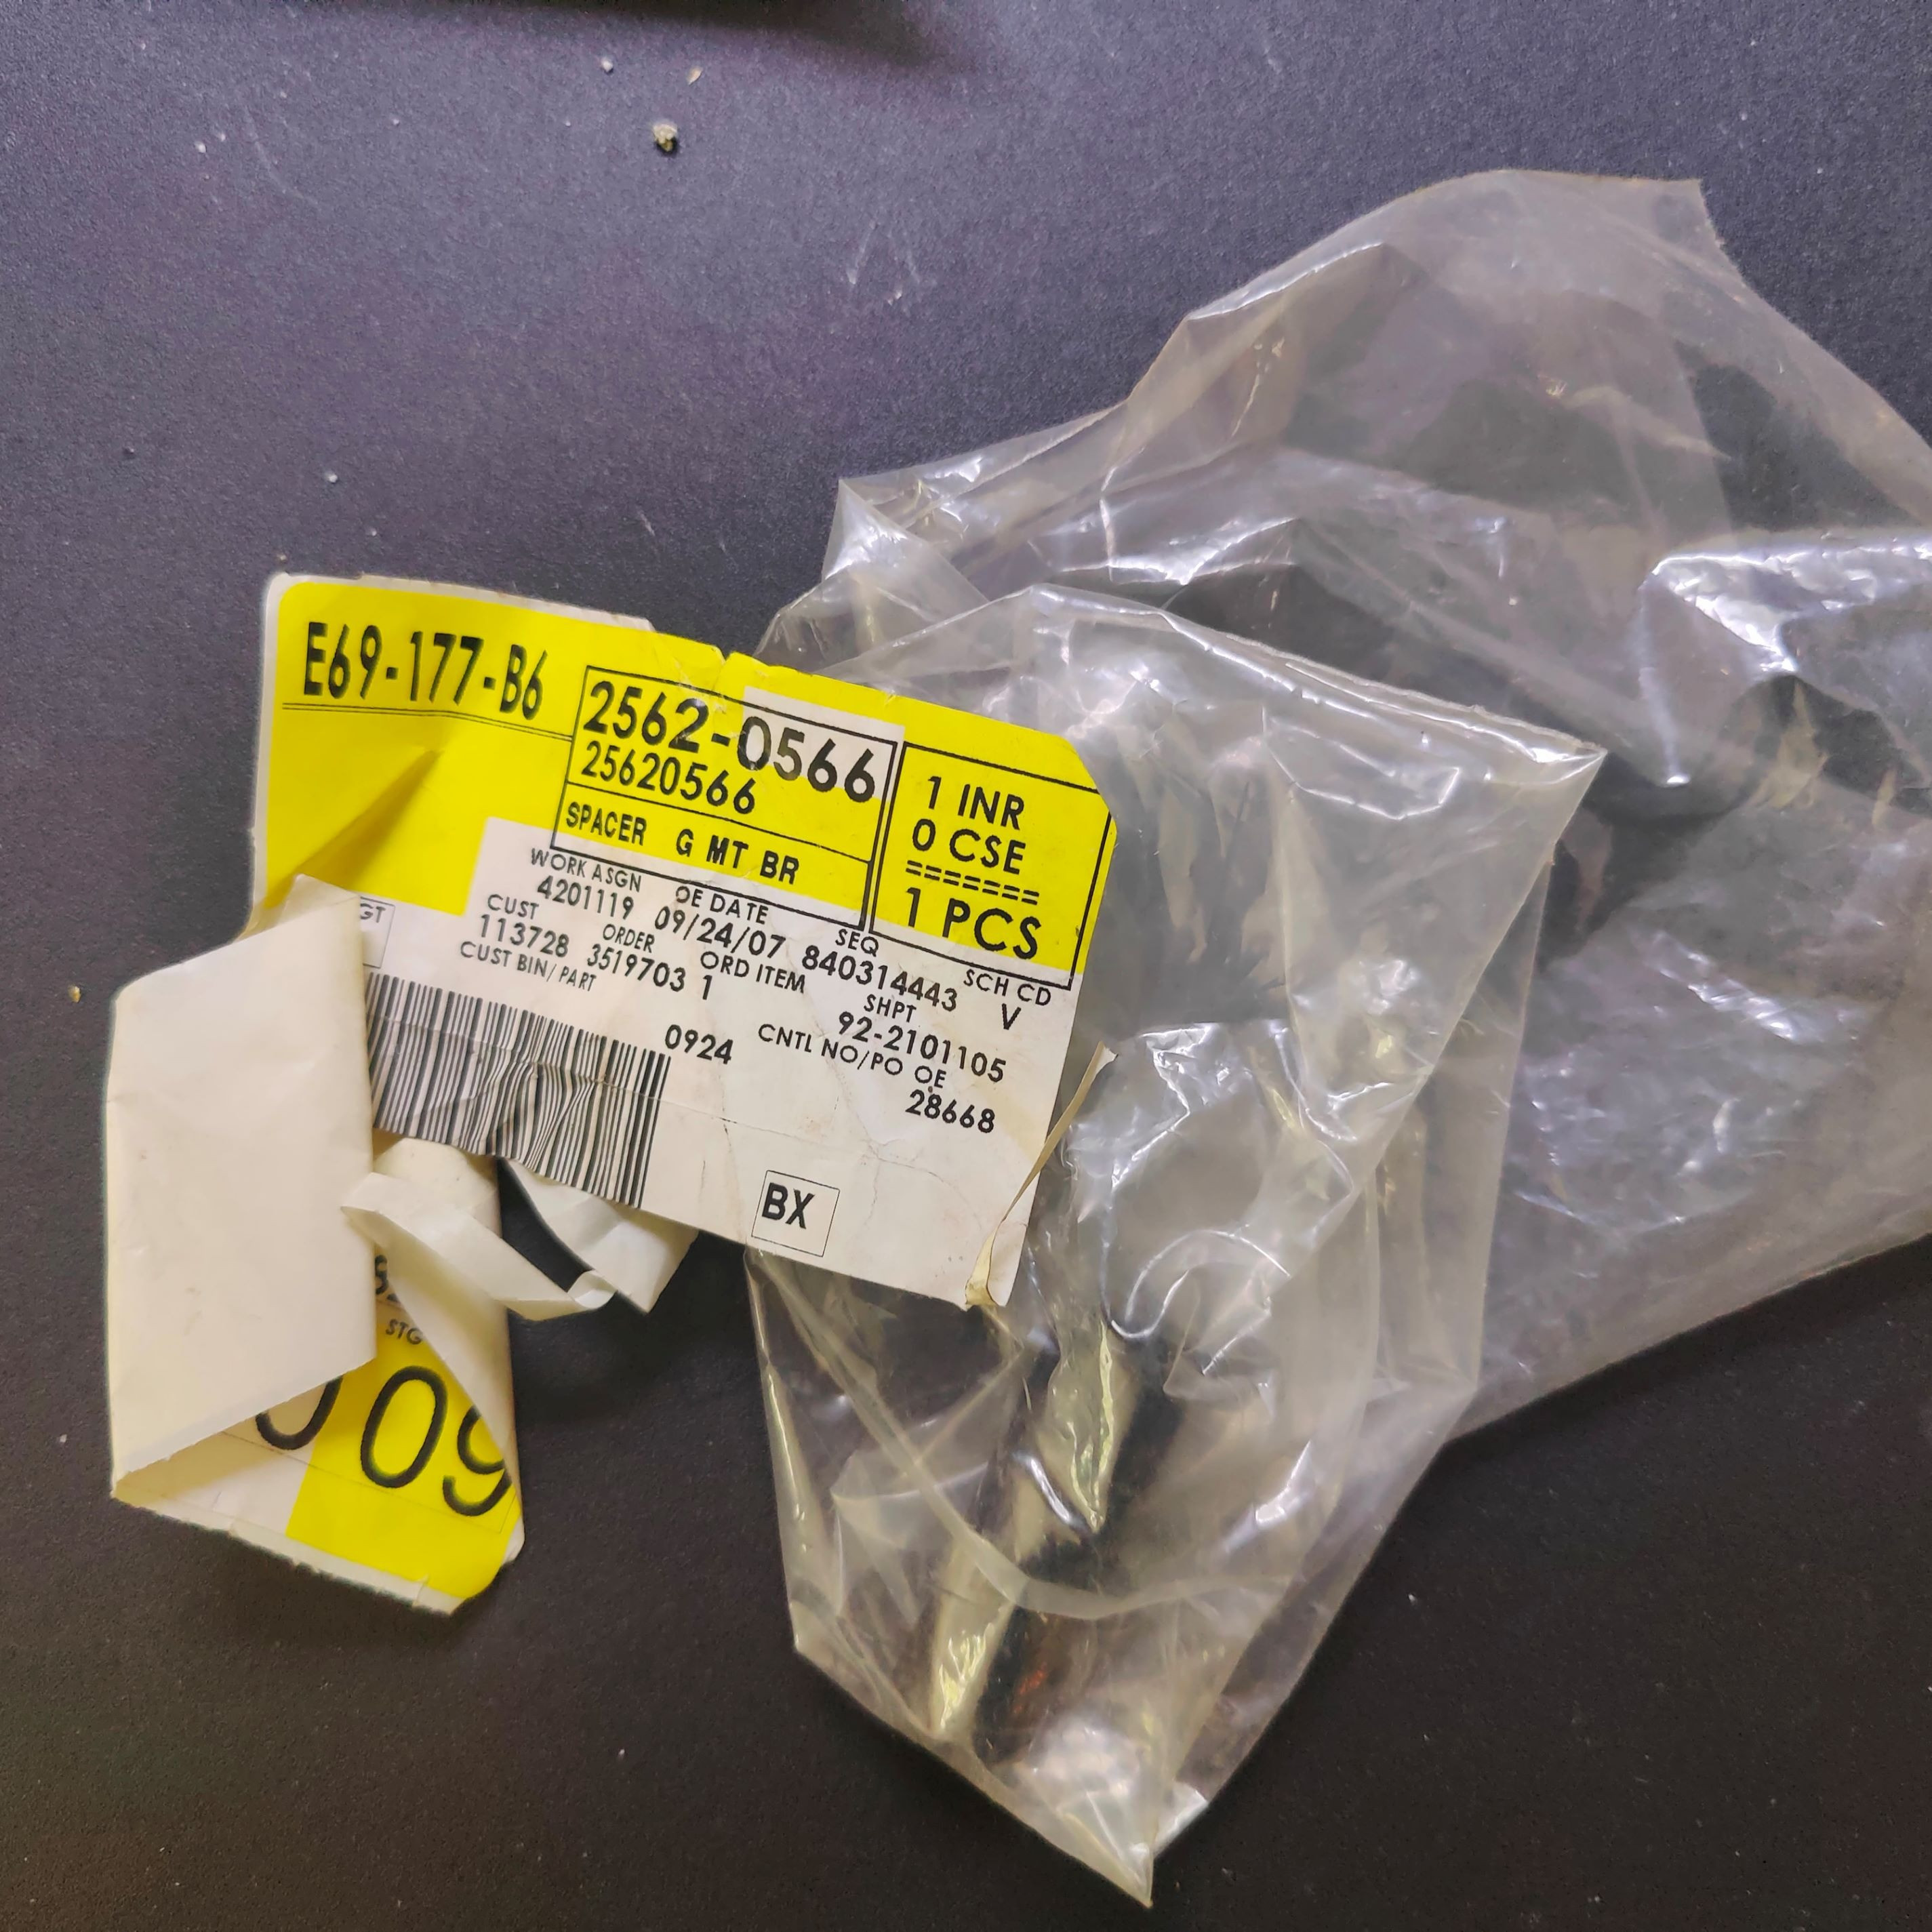 E69-177-B6
2562-0566
25620566
SPACER G MT BR
1 INR
0 CSE
=======
1 PCS
WORK ASGN OE DATE SEQ SCH CD
4201119 09/24/07 840314443 V
CUST ORDER ORD ITEM SHPT
113728 3519703 1 92-2101105
CUST BIN/PART CNTL NO/PO OE
0924 28668
GT
BX
STG
09